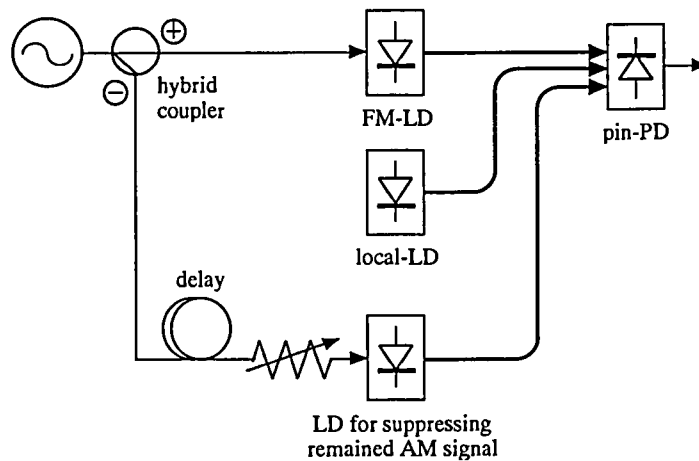 +
hybrid
coupler
−
FM-LD
pin-PD
local-LD
delay
LD for suppressing
remained AM signal